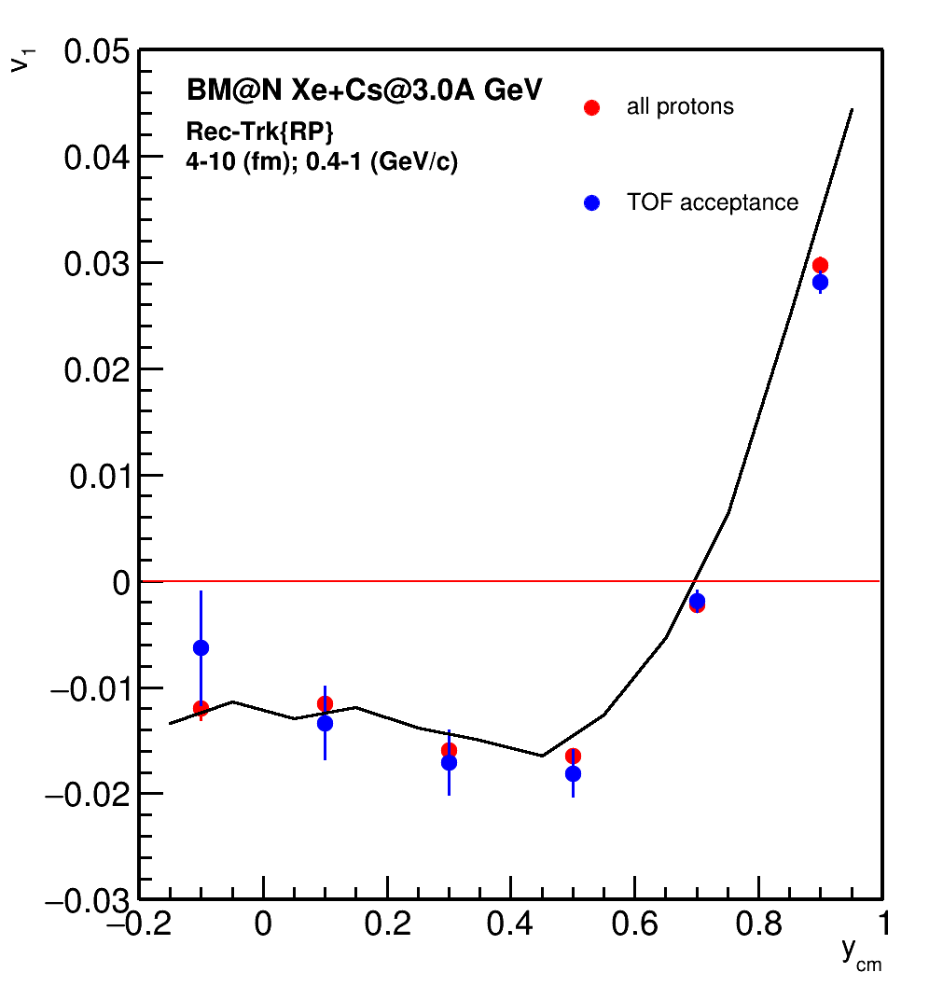 v1
0.05
0.04
0.03
0.02
0.01
0
−0.01
−0.02
−0.03
BM@N Xe+Cs@3.0A GeV
Rec-Trk{RP}
4-10 (fm); 0.4-1 (GeV/c)
all protons
TOF acceptance
−0.2 0 0.2 0.4 0.6 0.8 1
ycm